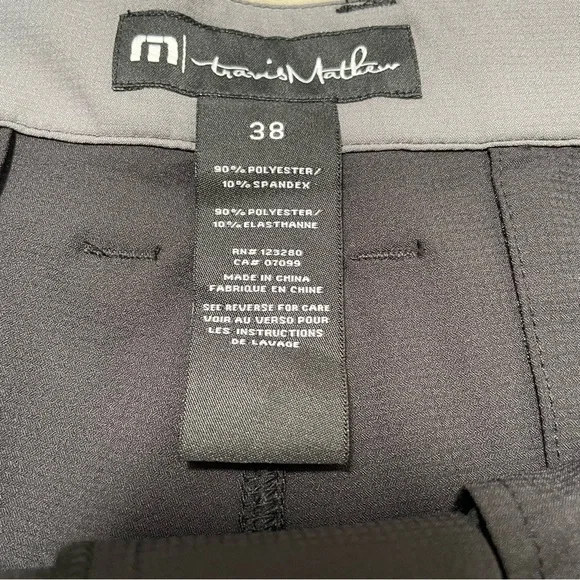 m travisMathew
38
90% POLYESTER/
10% SPANDEX
90% POLYESTER/
10% ELASTHANNE
RN# 123280
CA# 07099
MADE IN CHINA
FABRIQUE EN CHINE
SEE REVERSE FOR CARE
VOIR AU VERSO POUR
LES INSTRUCTIONS
DE LAVAGE